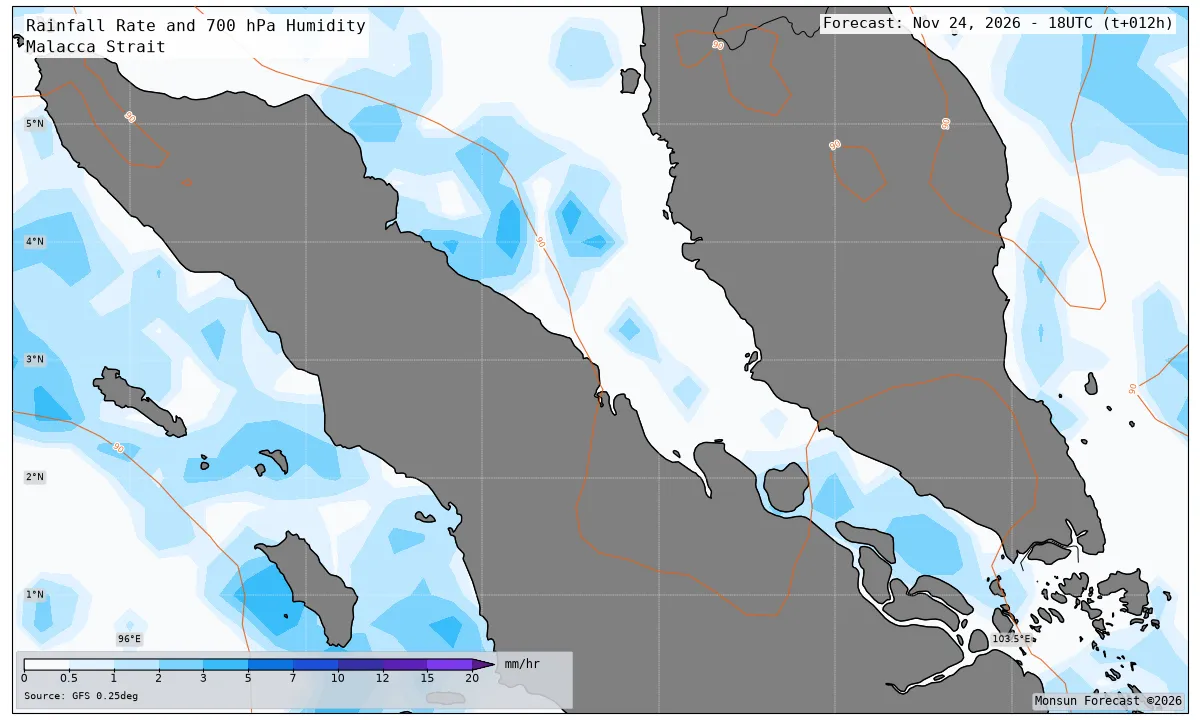 Rainfall Rate and 700 hPa Humidity
Malacca Strait
Forecast: Nov 24, 2026 - 18UTC (t+012h)
90
90
90
5°N
90
90
4°N
3°N
90
90
2°N
1°N
96°E
103.5°E
mm/hr
0 0.5 1 2 3 5 7 10 12 15 20
Source: GFS 0.25deg
Monsun Forecast ©2026